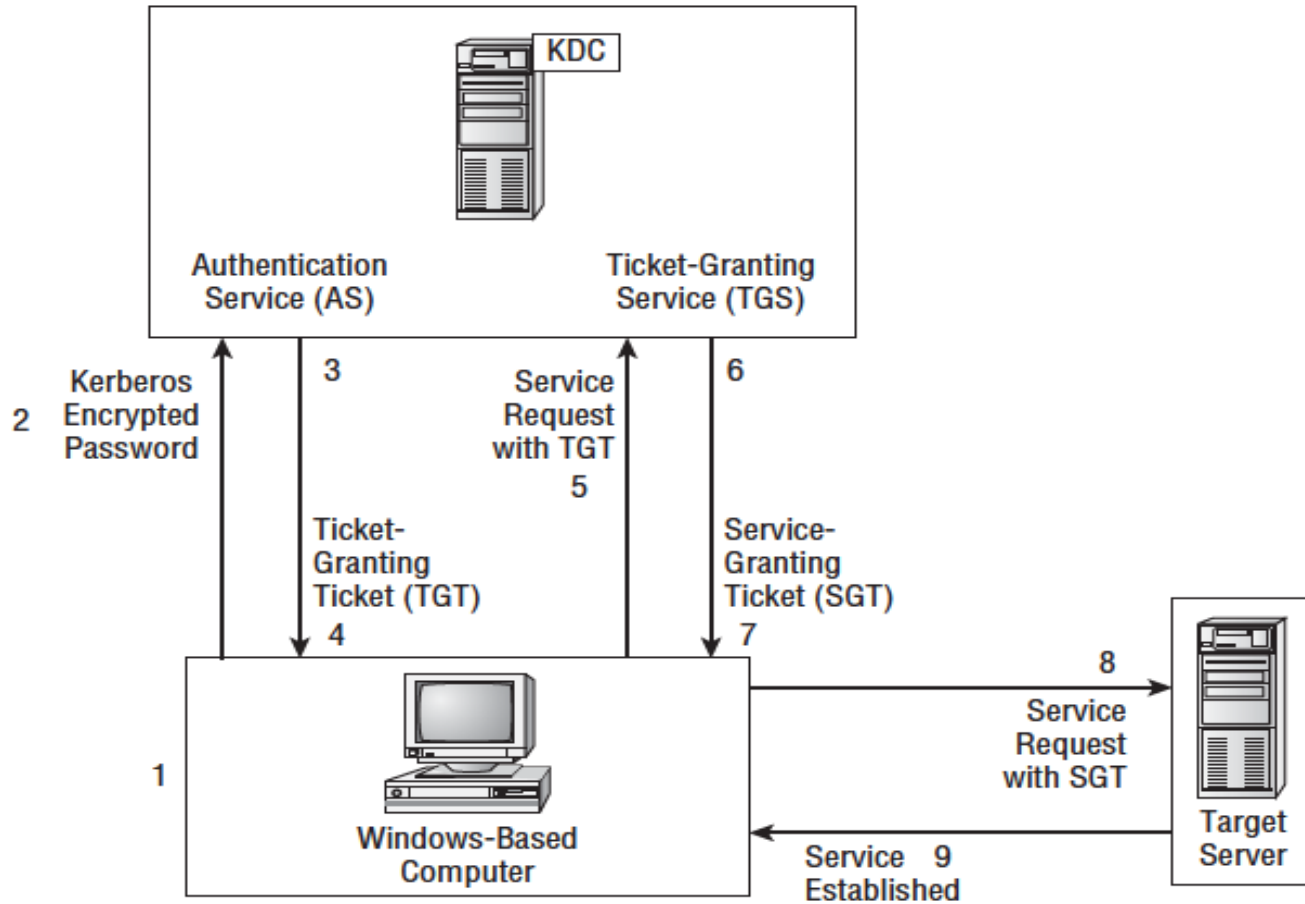 KDC
Authentication
Service (AS)
Ticket-Granting
Service (TGS)
2
Kerberos
Encrypted
Password
3
Service
Request
with TGT
5
6
Ticket-
Granting
Ticket (TGT)
4
Service-
Granting
Ticket (SGT)
7
1
Windows-Based
Computer
8
Service
Request
with SGT
Service 9
Established
Target
Server